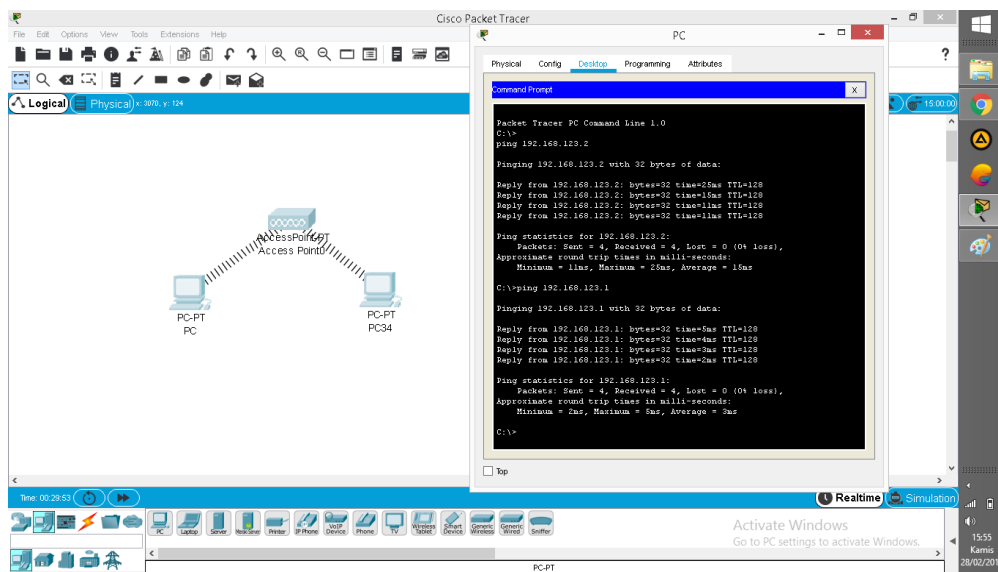 Cisco Packet Tracer
File Edit Options View Tools Extensions Help
PC
?
Physical Config Desktop Programming Attributes
Command Prompt
X
Logical
Physical x: 3070, y: 124
15:00:00
Packet Tracer PC Command Line 1.0
C:\>
ping 192.168.123.2
Pinging 192.168.123.2 with 32 bytes of data:
Reply from 192.168.123.2: bytes=32 time=25ms TTL=128
Reply from 192.168.123.2: bytes=32 time=15ms TTL=128
Reply from 192.168.123.2: bytes=32 time=11ms TTL=128
Reply from 192.168.123.2: bytes=32 time=11ms TTL=128
Ping statistics for 192.168.123.2:
Packets: Sent = 4, Received = 4, Lost = 0 (0% loss),
Approximate round trip times in milli-seconds:
Minimum = 11ms, Maximum = 25ms, Average = 15ms
C:\>ping 192.168.123.1
Pinging 192.168.123.1 with 32 bytes of data:
Reply from 192.168.123.1: bytes=32 time=5ms TTL=128
Reply from 192.168.123.1: bytes=32 time=4ms TTL=128
Reply from 192.168.123.1: bytes=32 time=3ms TTL=128
Reply from 192.168.123.1: bytes=32 time=2ms TTL=128
Ping statistics for 192.168.123.1:
Packets: Sent = 4, Received = 4, Lost = 0 (0% loss),
Approximate round trip times in milli-seconds:
Minimum = 2ms, Maximum = 5ms, Average = 3ms
C:\>
Top
AccessPoint-PT
Access Point0
PC-PT
PC
PC-PT
PC34
Time: 00:29:53
Realtime
Simulation
PC Laptop Server Printer IP Phone VoIP Device Phone TV Wireless Tablet Smart Device Generic Wireless Generic Wired Sniffer
PC-PT
Activate Windows
Go to PC settings to activate Windows.
15:55
Kamis
28/02/201